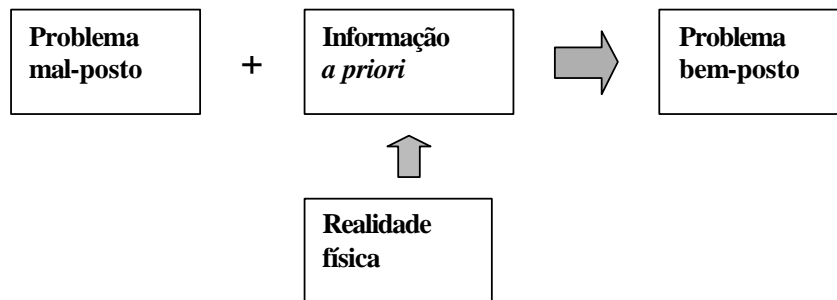 Problema
mal-posto
+
Informação
a priori
Problema
bem-posto
Realidade
física